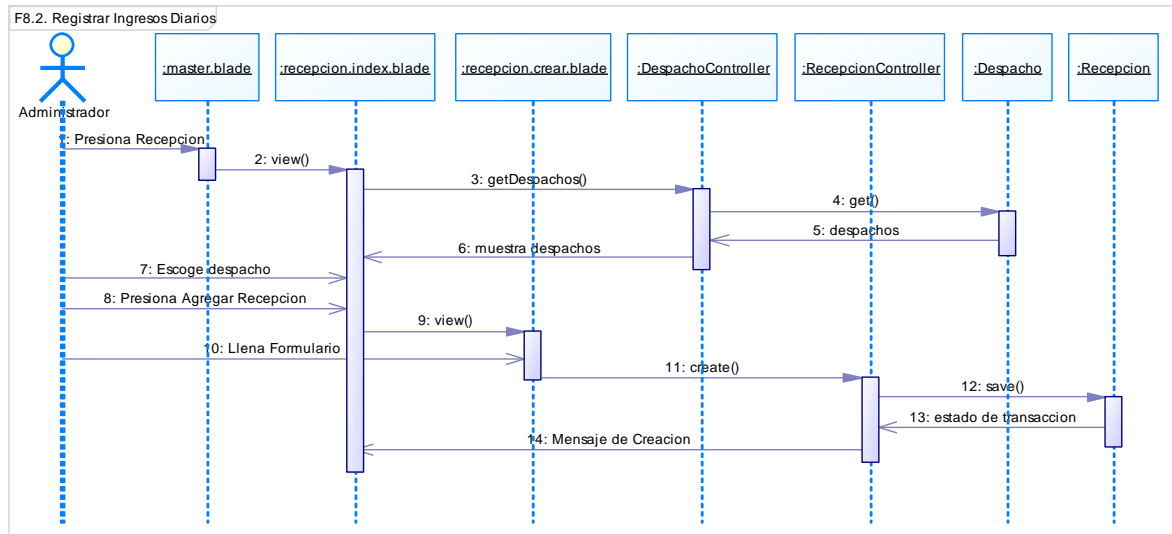 F8.2. Registrar Ingresos Diarios
:master.blade
:recepcion.index.blade
:recepcion.crear.blade
:DespachoController
:RecepcionController
:Despacho
:Recepcion
Administrador
1: Presiona Recepcion
2: view()
3: getDespachos()
4: get()
5: despachos
6: muestra despachos
7: Escoge despacho
8: Presiona Agregar Recepcion
9: view()
10: Llena Formulario
11: create()
12: save()
13: estado de transaccion
14: Mensaje de Creacion